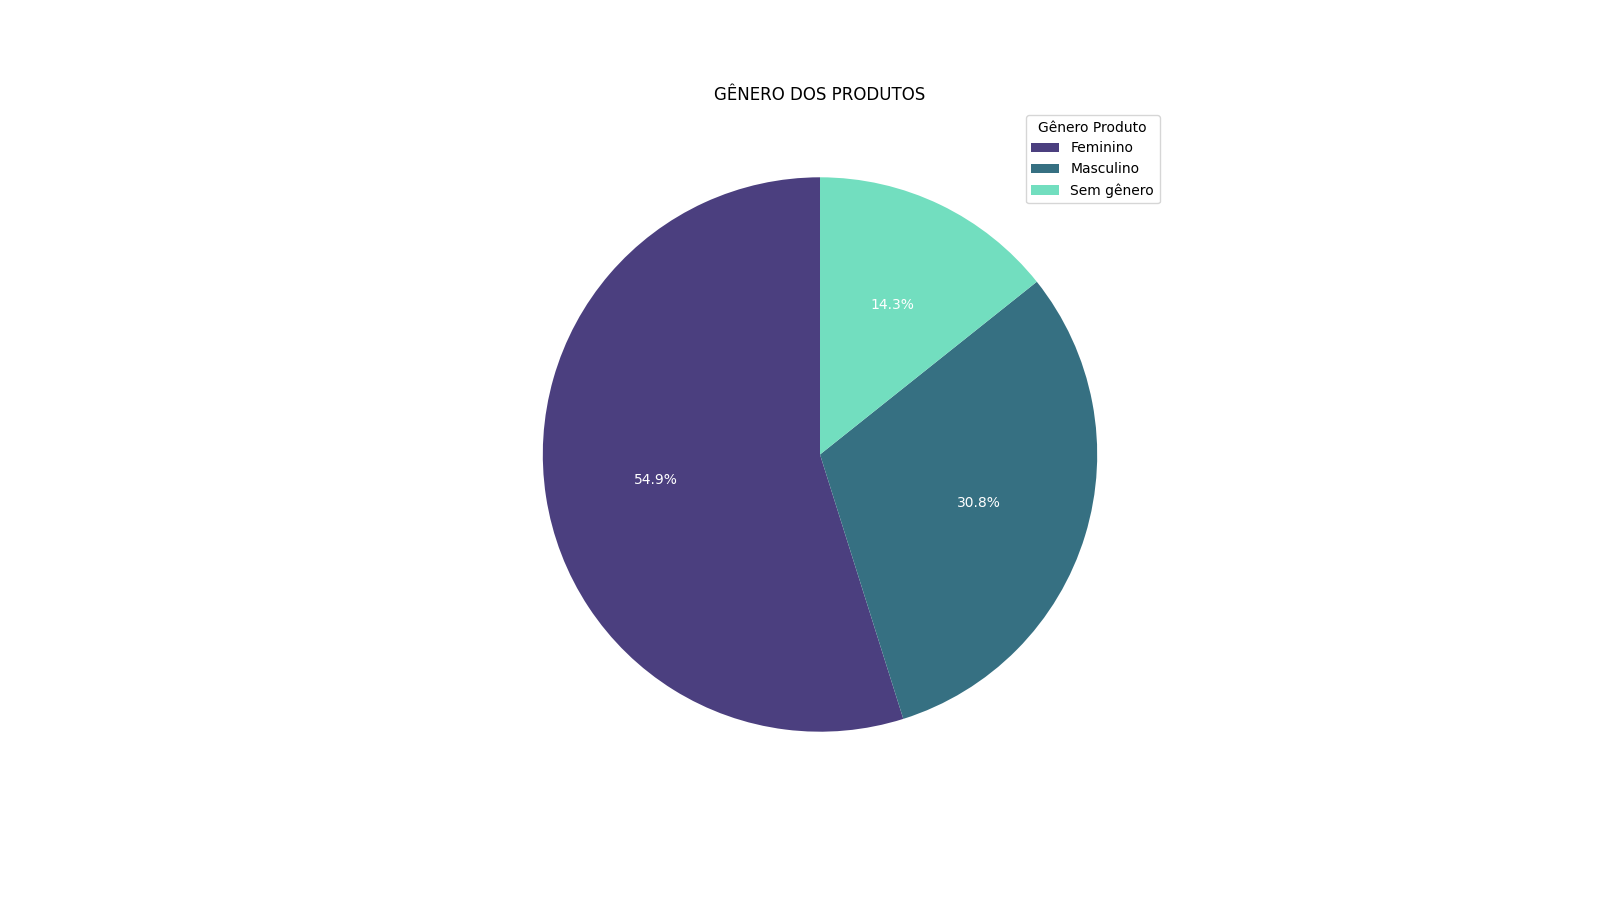 GÊNERO DOS PRODUTOS
Gênero Produto
Feminino
Masculino
Sem gênero
14.3%
54.9%
30.8%